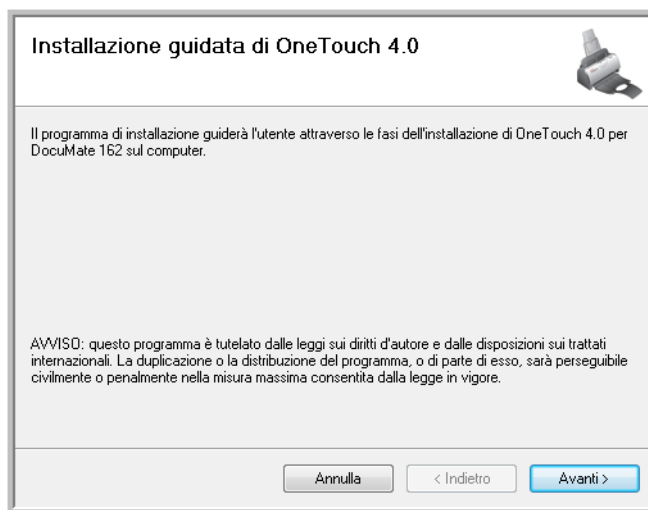 Installazione guidata di OneTouch 4.0
Il programma di installazione guiderà l'utente attraverso le fasi dell'installazione di OneTouch 4.0 per
DocuMate 162 sul computer.
AVVISO: questo programma è tutelato dalle leggi sui diritti d'autore e dalle disposizioni sui trattati
internazionali. La duplicazione o la distribuzione del programma, o di parte di esso, sarà perseguibile
civilmente o penalmente nella misura massima consentita dalla legge in vigore.
Annulla
< Indietro
Avanti >